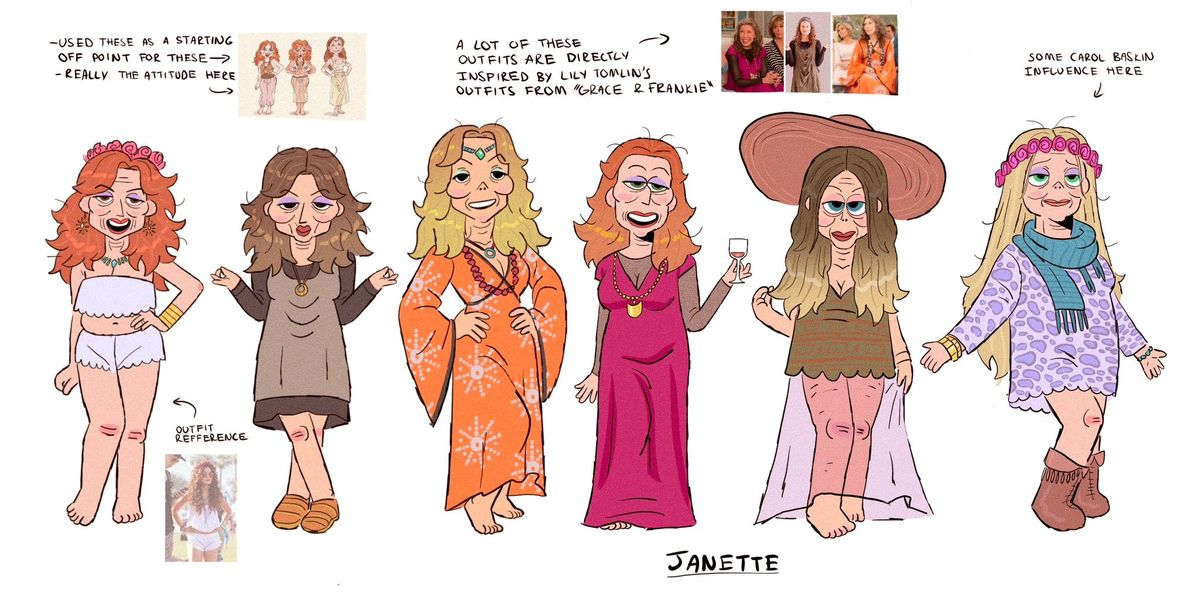 -USED THESE AS A STARTING
OFF POINT FOR THESE
-REALLY THE ATTITUDE HERE
A LOT OF THESE
OUTFITS ARE DIRECTLY
INSPIRED BY LILY TOMLIN'S
OUTFITS FROM "GRACE & FRANKIE"
SOME CAROL BASKIN
INFLUENCE HERE
OUTFIT
REFFERENCE
JANETTE